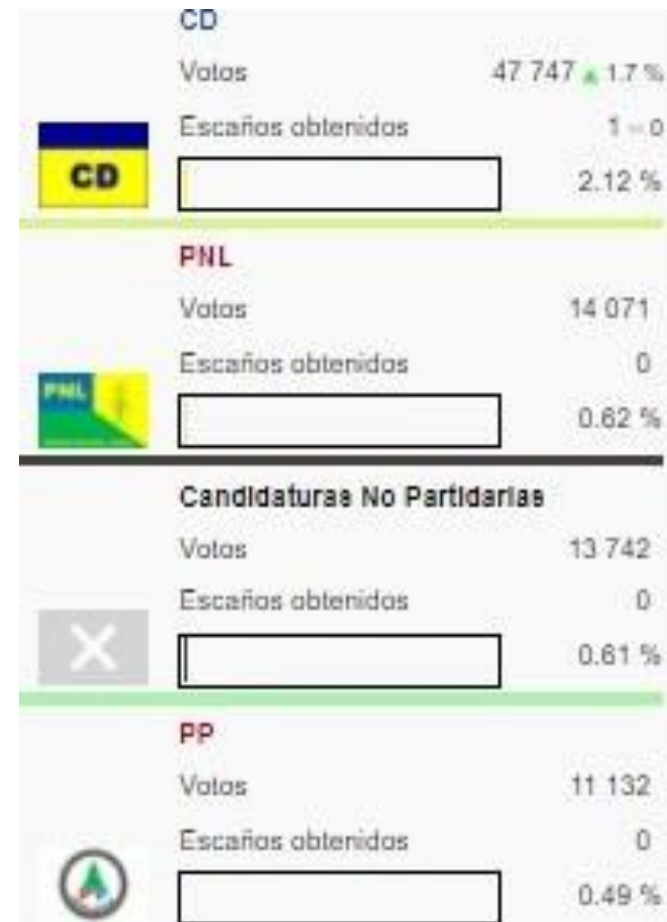 CD
Votos 47 747 ▲ 1.7 %
Escaños obtenidos 1 – 0
CD
2.12 %
PNL
Votos 14 071
Escaños obtenidos 0
PNL
0.62 %
Candidaturas No Partidarias
Votos 13 742
Escaños obtenidos 0
0.61 %
PP
Votos 11 132
Escaños obtenidos 0
0.49 %